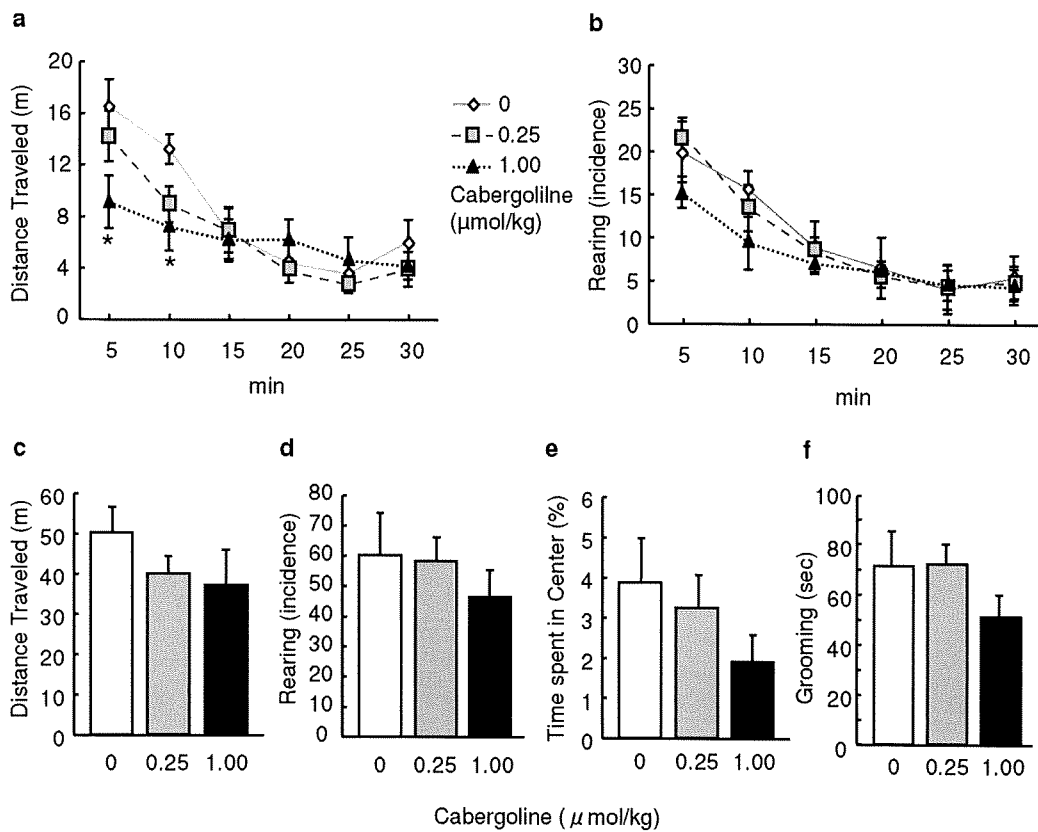 a
Distance Traveled (m)
20
16
12
8
4
0
*
*
5 10 15 20 25 30
min
0
0.25
1.00
Cabergolilne
(μmol/kg)
b
Rearing (incidence)
30
25
20
15
10
5
0
5 10 15 20 25 30
min
c
Distance Traveled (m)
60
50
40
30
20
10
0
0 0.25 1.00
d
Rearing (incidence)
80
70
60
50
40
30
20
10
0
0 0.25 1.00
e
Time spent in Center (%)
6
5
4
3
2
1
0
0 0.25 1.00
f
Grooming (sec)
100
80
60
40
20
0
0 0.25 1.00
Cabergoline ( μ mol/kg)